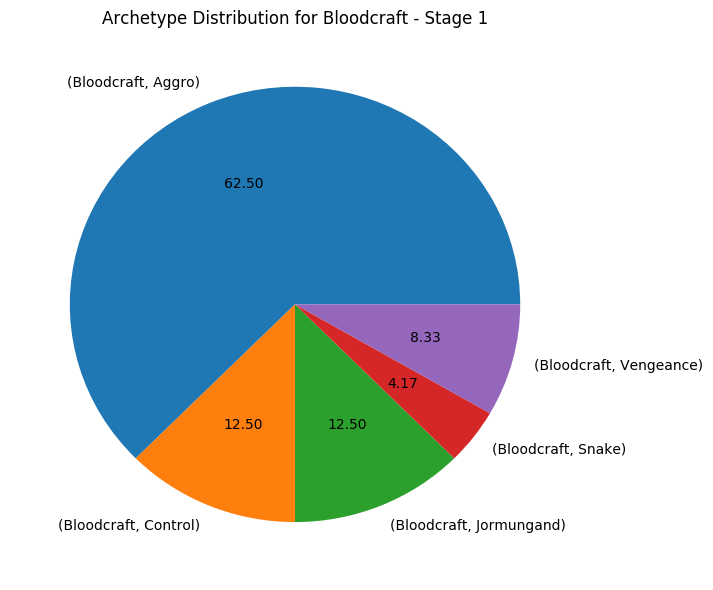 Archetype Distribution for Bloodcraft - Stage 1
(Bloodcraft, Aggro)
62.50
8.33
(Bloodcraft, Vengeance)
4.17
12.50
12.50
(Bloodcraft, Snake)
(Bloodcraft, Control)
(Bloodcraft, Jormungand)